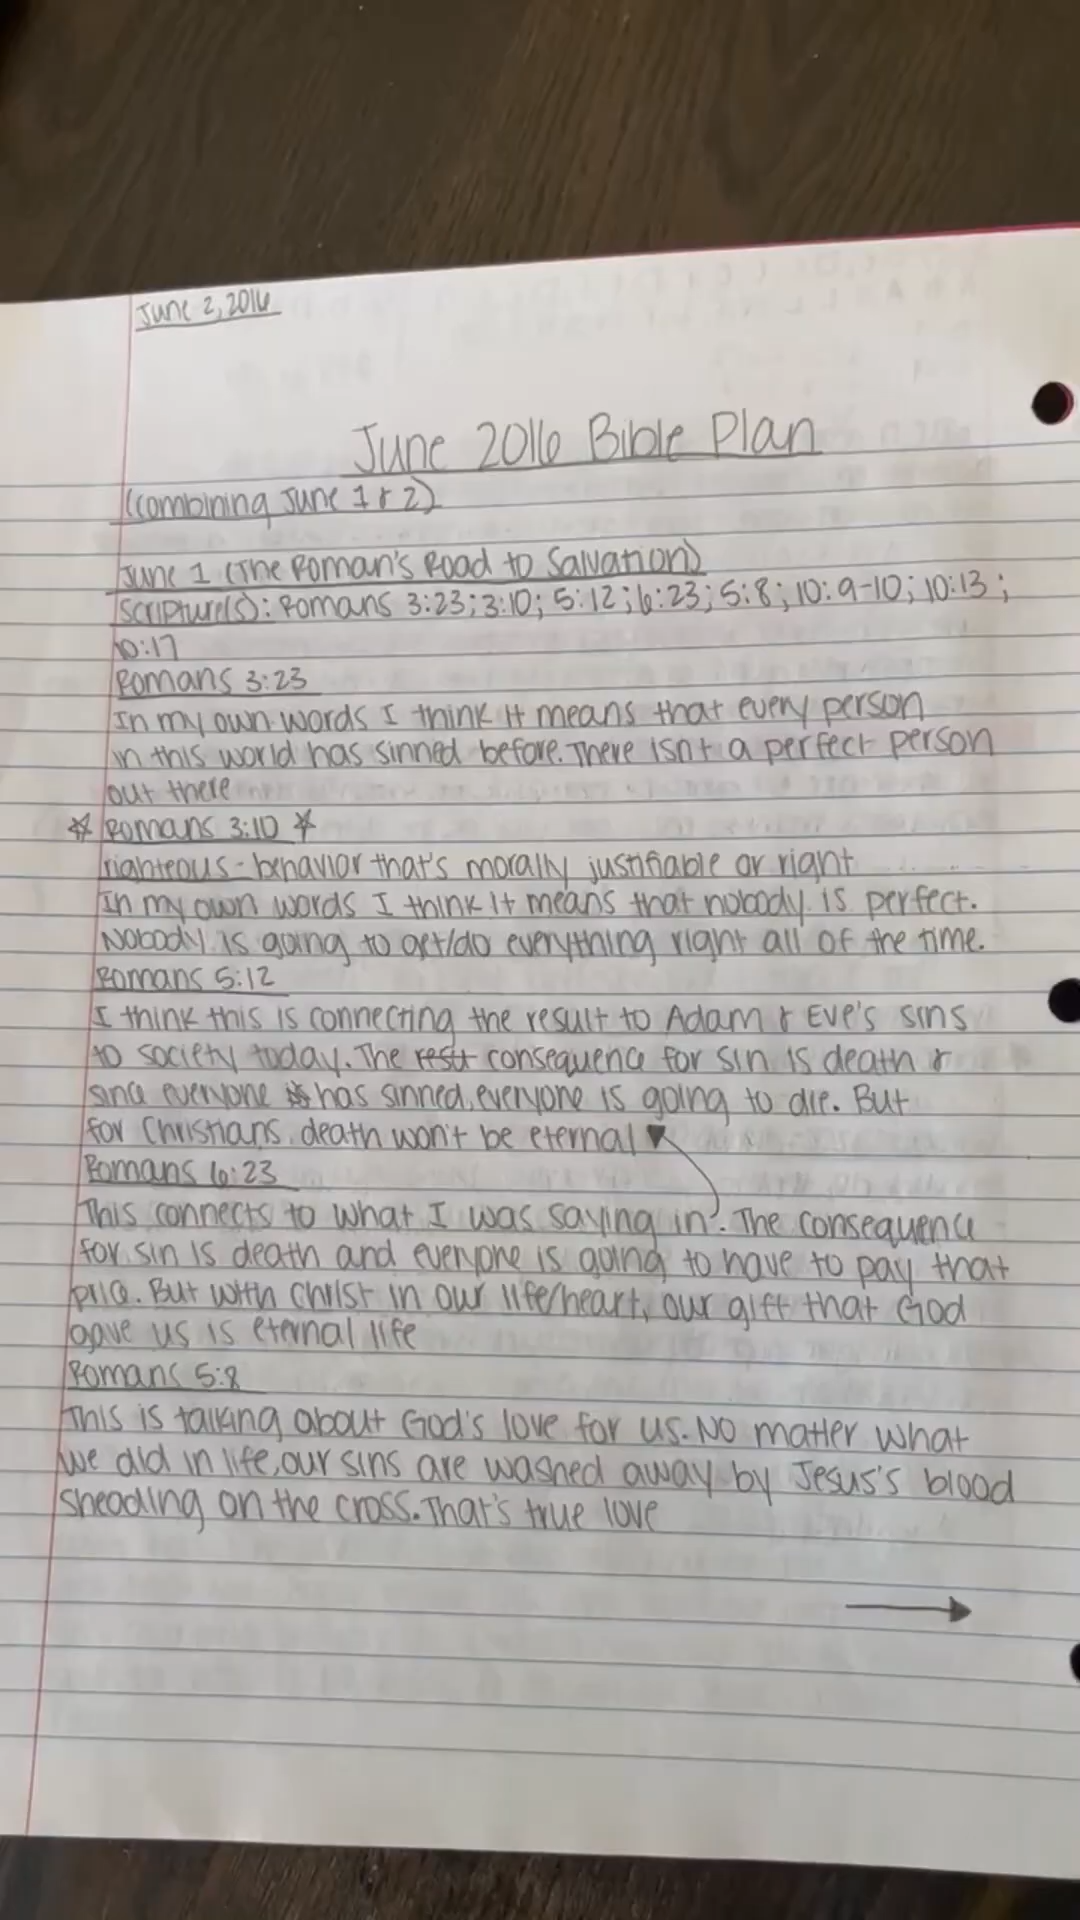 June 2, 2016
June 2016 Bible Plan
(combining June 1 & 2)
June 1 (The Roman's Road to Salvation)
Scripture(s): Romans 3:23; 3:10; 5:12; 6:23; 5:8; 10:9-10; 10:13;
10:17
Romans 3:23
In my own words I think it means that every person
in this world has sinned before. There isn't a perfect person
out there
☆ Romans 3:10 ☆
righteous - behavior that's morally justifiable or right
In my own words I think it means that nobody is perfect.
Nobody is going to get/do everything right all of the time.
Romans 5:12
I think this is connecting the result to Adam & Eve's sins
to society today. The rest consequence for sin is death &
since everyone is has sinned, everyone is going to die. But
for Christians, death won't be eternal
Romans 6:23
This connects to what I was saying in?. The consequence
for sin is death and everyone is going to have to pay that
price. But with Christ in our life/heart, our gift that God
gave us is eternal life
Romans 5:8
This is talking about God's love for us. No matter what
we did in life, our sins are washed away by Jesus's blood
sheading on the cross. That's true love
→